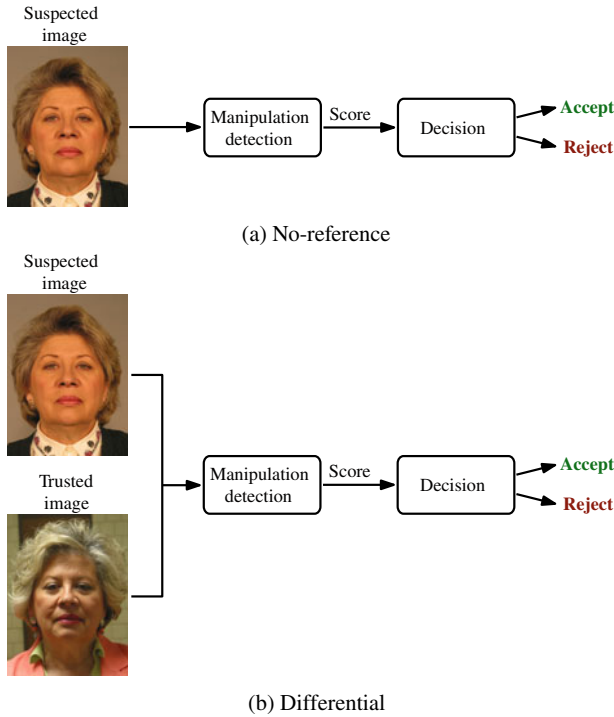 Suspected
image
Manipulation
detection
Score
Decision
Accept
Reject
(a) No-reference
Suspected
image
Trusted
image
Manipulation
detection
Score
Decision
Accept
Reject
(b) Differential